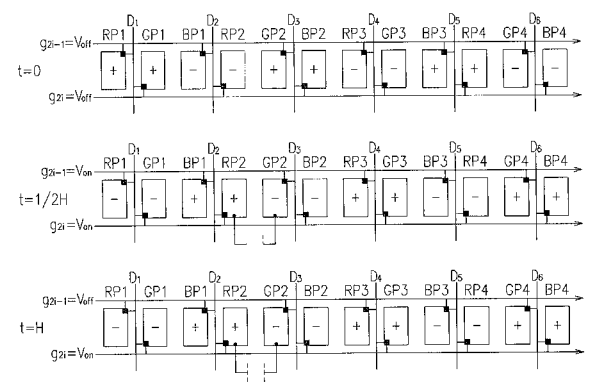 D₁ D₂ D₃ D₄ D₅ D₆
g₂ᵢ₋₁=Voff RP1 GP1 BP1 RP2 GP2 BP2 RP3 GP3 BP3 RP4 GP4 BP4
t=0 + + − − + + − − + + − −
g₂ᵢ=Voff
D₁ D₂ D₃ D₄ D₅ D₆
g₂ᵢ₋₁=Von RP1 GP1 BP1 RP2 GP2 BP2 RP3 GP3 BP3 RP4 GP4 BP4
t=1/2H − − + + − − + + − − + +
g₂ᵢ=Von
D₁ D₂ D₃ D₄ D₅ D₆
g₂ᵢ₋₁=Voff RP1 GP1 BP1 RP2 GP2 BP2 RP3 GP3 BP3 RP4 GP4 BP4
t=H − − + + − − + + − − + +
g₂ᵢ=Von